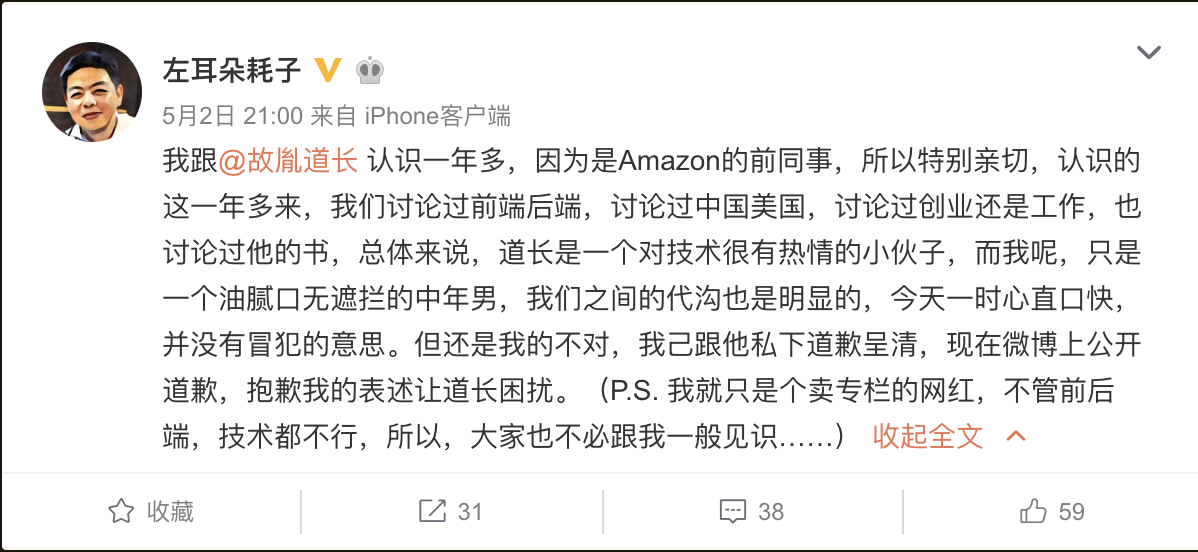 左耳朵耗子
5月2日 21:00 来自 iPhone客户端
我跟@故胤道长 认识一年多，因为是Amazon的前同事，所以特别亲切，认识的
这一年多来，我们讨论过前端后端，讨论过中国美国，讨论过创业还是工作，也
讨论过他的书，总体来说，道长是一个对技术很有热情的小伙子，而我呢，只是
一个油腻口无遮拦的中年男，我们之间的代沟也是明显的，今天一时心直口快，
并没有冒犯的意思。但还是我的不对，我己跟他私下道歉呈清，现在微博上公开
道歉，抱歉我的表述让道长困扰。（P.S. 我就只是个卖专栏的网红，不管前后
端，技术都不行，所以，大家也不必跟我一般见识……） 收起全文
收藏 31 38 59